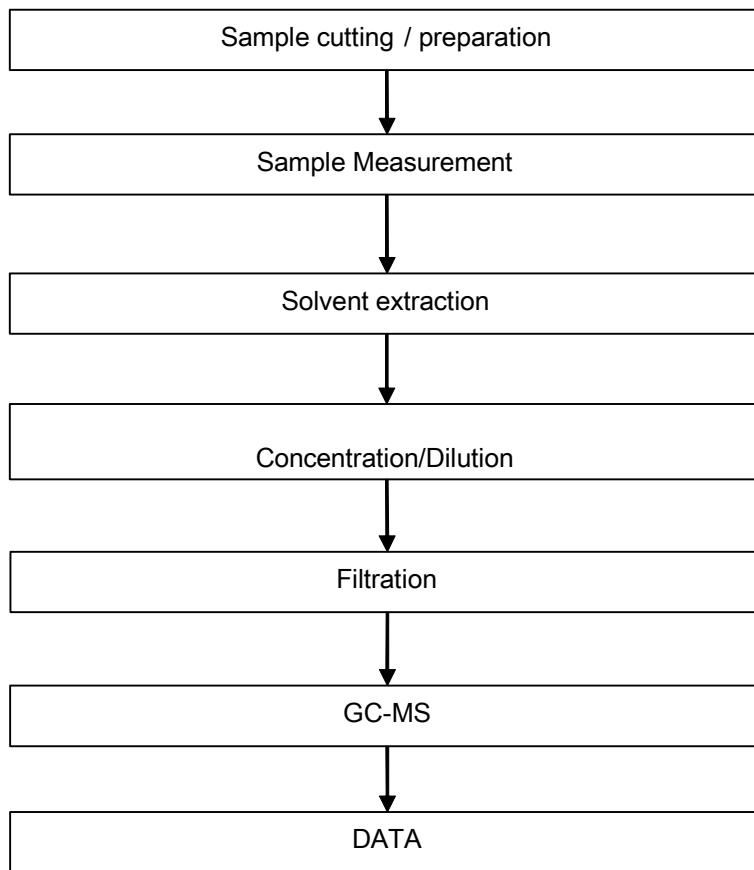 Sample cutting / preparation
Sample Measurement
Solvent extraction
Concentration/Dilution
Filtration
GC-MS
DATA